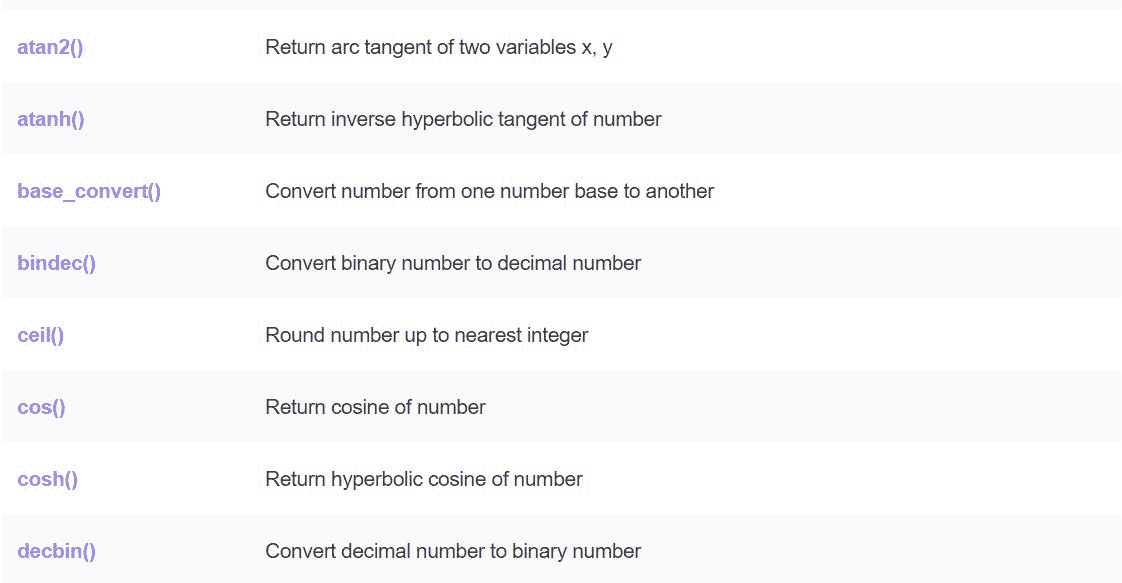 atan2() Return arc tangent of two variables x, y
atanh() Return inverse hyperbolic tangent of number
base_convert() Convert number from one number base to another
bindec() Convert binary number to decimal number
ceil() Round number up to nearest integer
cos() Return cosine of number
cosh() Return hyperbolic cosine of number
decbin() Convert decimal number to binary number